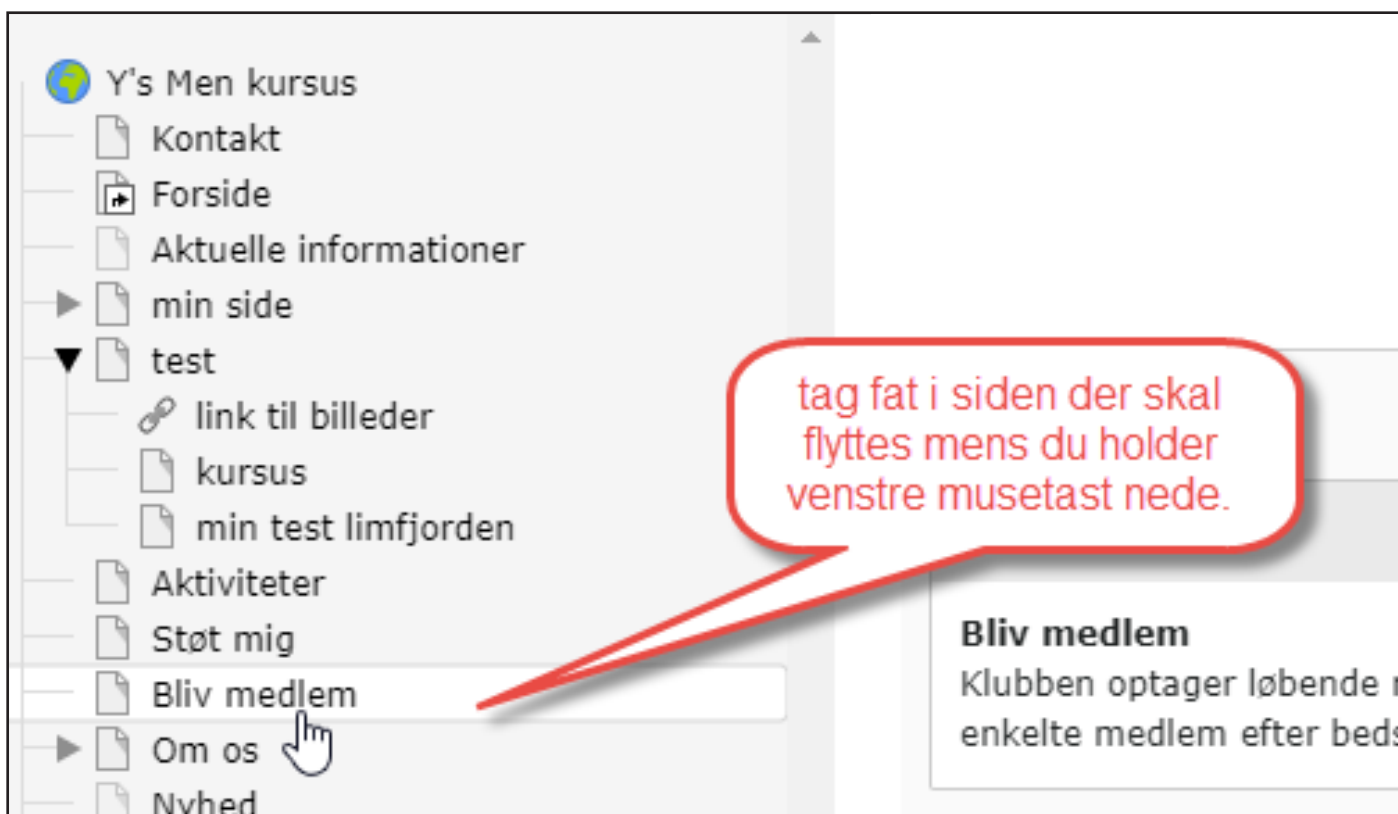 Y's Men kursus
Kontakt
Forside
Aktuelle informationer
min side
test
link til billeder
kursus
min test limfjorden
Aktiviteter
Støt mig
Bliv medlem
Om os
Nyhed
tag fat i siden der skal
flyttes mens du holder
venstre musetast nede.
Bliv medlem
Klubben optager løbende
enkelte medlem efter